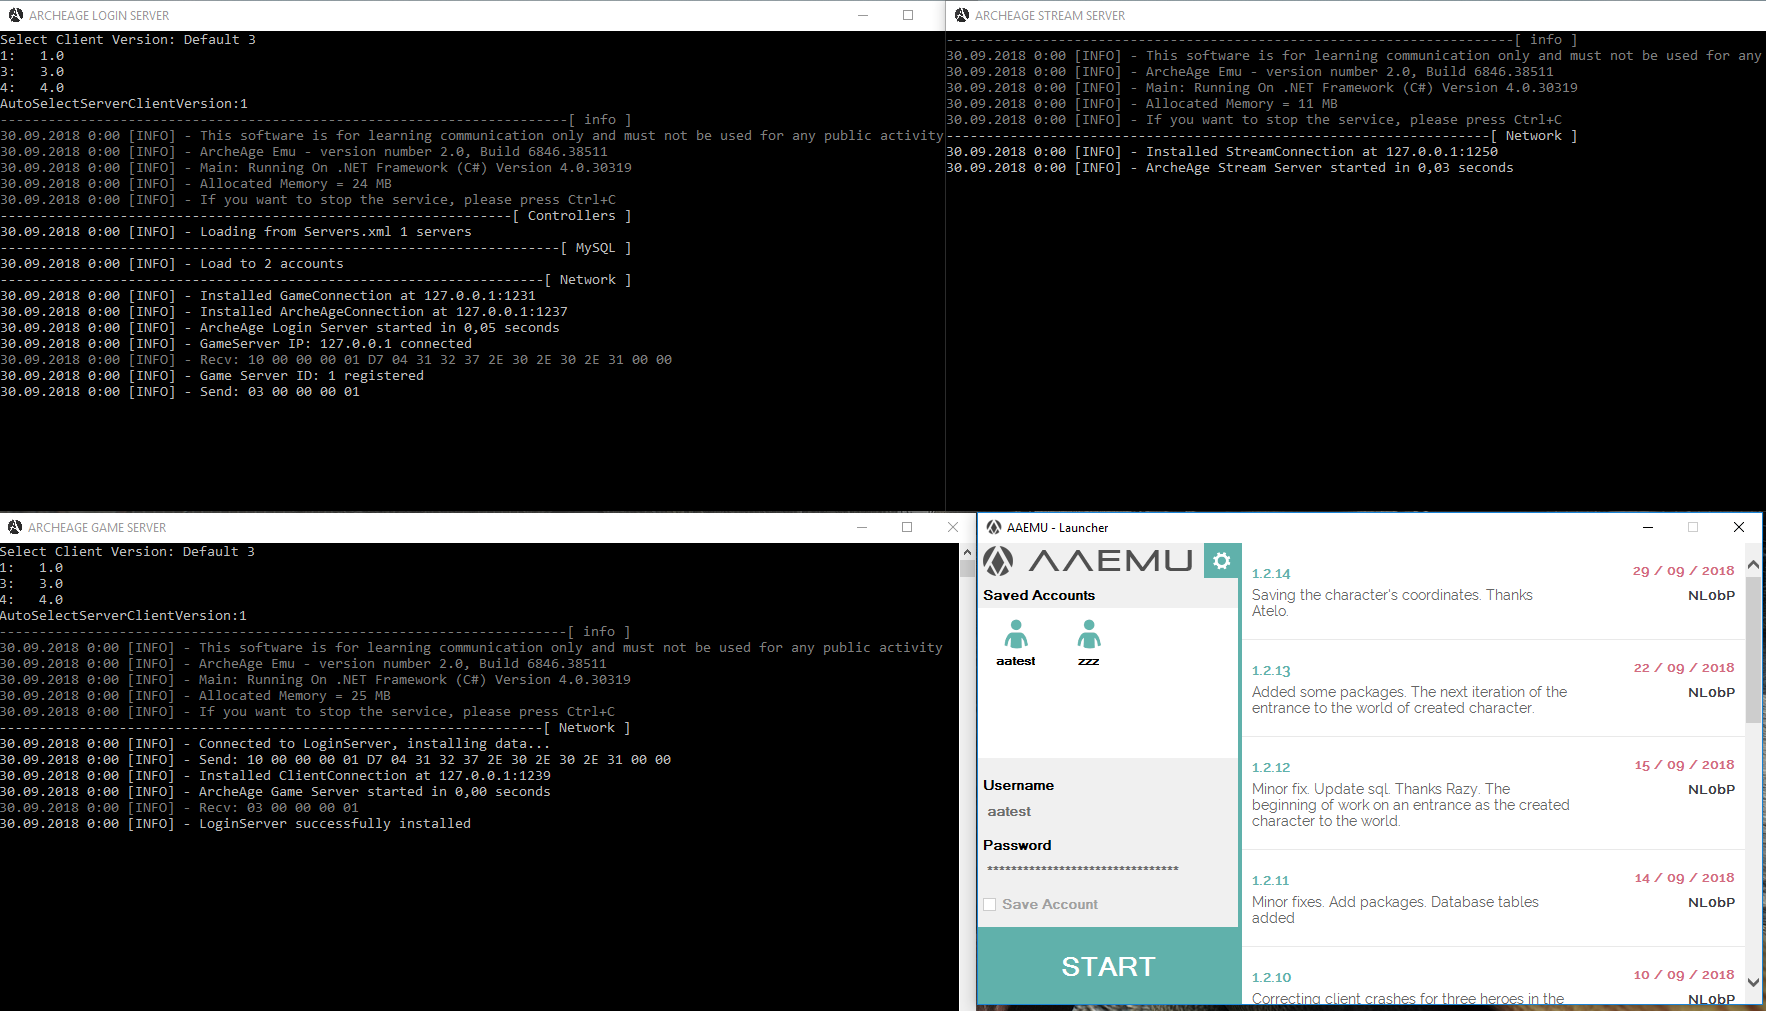 ARCHEAGE LOGIN SERVER
Select Client Version: Default 3
1:   1.0
3:   3.0
4:   4.0
AutoSelectServerClientVersion:1
-----------------------------------------------------------------------[ info ]
30.09.2018 0:00 [INFO] - This software is for learning communication only and must not be used for any public activity
30.09.2018 0:00 [INFO] - ArcheAge Emu - version number 2.0, Build 6846.38511
30.09.2018 0:00 [INFO] - Main: Running On .NET Framework (C#) Version 4.0.30319
30.09.2018 0:00 [INFO] - Allocated Memory = 24 MB
30.09.2018 0:00 [INFO] - If you want to stop the service, please press Ctrl+C
----------------------------------------------------------------[ Controllers ]
30.09.2018 0:00 [INFO] - Loading from Servers.xml 1 servers
----------------------------------------------------------------------[ MySQL ]
30.09.2018 0:00 [INFO] - Load to 2 accounts
--------------------------------------------------------------------[ Network ]
30.09.2018 0:00 [INFO] - Installed GameConnection at 127.0.0.1:1231
30.09.2018 0:00 [INFO] - Installed ArcheAgeConnection at 127.0.0.1:1237
30.09.2018 0:00 [INFO] - ArcheAge Login Server started in 0,05 seconds
30.09.2018 0:00 [INFO] - GameServer IP: 127.0.0.1 connected
30.09.2018 0:00 [INFO] - Recv: 10 00 00 00 01 D7 04 31 32 37 2E 30 2E 30 2E 31 00 00
30.09.2018 0:00 [INFO] - Game Server ID: 1 registered
30.09.2018 0:00 [INFO] - Send: 03 00 00 00 01
ARCHEAGE STREAM SERVER
-----------------------------------------------------------------------[ info ]
30.09.2018 0:00 [INFO] - This software is for learning communication only and must not be used for any
30.09.2018 0:00 [INFO] - ArcheAge Emu - version number 2.0, Build 6846.38511
30.09.2018 0:00 [INFO] - Main: Running On .NET Framework (C#) Version 4.0.30319
30.09.2018 0:00 [INFO] - Allocated Memory = 11 MB
30.09.2018 0:00 [INFO] - If you want to stop the service, please press Ctrl+C
--------------------------------------------------------------------[ Network ]
30.09.2018 0:00 [INFO] - Installed StreamConnection at 127.0.0.1:1250
30.09.2018 0:00 [INFO] - ArcheAge Stream Server started in 0,03 seconds
ARCHEAGE GAME SERVER
Select Client Version: Default 3
1:   1.0
3:   3.0
4:   4.0
AutoSelectServerClientVersion:1
-----------------------------------------------------------------------[ info ]
30.09.2018 0:00 [INFO] - This software is for learning communication only and must not be used for any public activity
30.09.2018 0:00 [INFO] - ArcheAge Emu - version number 2.0, Build 6846.38511
30.09.2018 0:00 [INFO] - Main: Running On .NET Framework (C#) Version 4.0.30319
30.09.2018 0:00 [INFO] - Allocated Memory = 25 MB
30.09.2018 0:00 [INFO] - If you want to stop the service, please press Ctrl+C
--------------------------------------------------------------------[ Network ]
30.09.2018 0:00 [INFO] - Connected to LoginServer, installing data...
30.09.2018 0:00 [INFO] - Send: 10 00 00 00 01 D7 04 31 32 37 2E 30 2E 30 2E 31 00 00
30.09.2018 0:00 [INFO] - Installed ClientConnection at 127.0.0.1:1239
30.09.2018 0:00 [INFO] - ArcheAge Game Server started in 0,00 seconds
30.09.2018 0:00 [INFO] - Recv: 03 00 00 00 01
30.09.2018 0:00 [INFO] - LoginServer successfully installed
AAEMU - Launcher
AAEMU
Saved Accounts
aatest zzz
Username
aatest
Password
********************************
Save Account
START
1.2.14 29 / 09 / 2018
Saving the character's coordinates. Thanks NLObP
Atelo.
1.2.13 22 / 09 / 2018
Added some packages. The next iteration of the NLObP
entrance to the world of created character.
1.2.12 15 / 09 / 2018
Minor fix. Update sql. Thanks Razy. The NLObP
beginning of work on an entrance as the created
character to the world.
1.2.11 14 / 09 / 2018
Minor fixes. Add packages. Database tables NLObP
added
1.2.10 10 / 09 / 2018
Correcting client crashes for three heroes in the NLObP